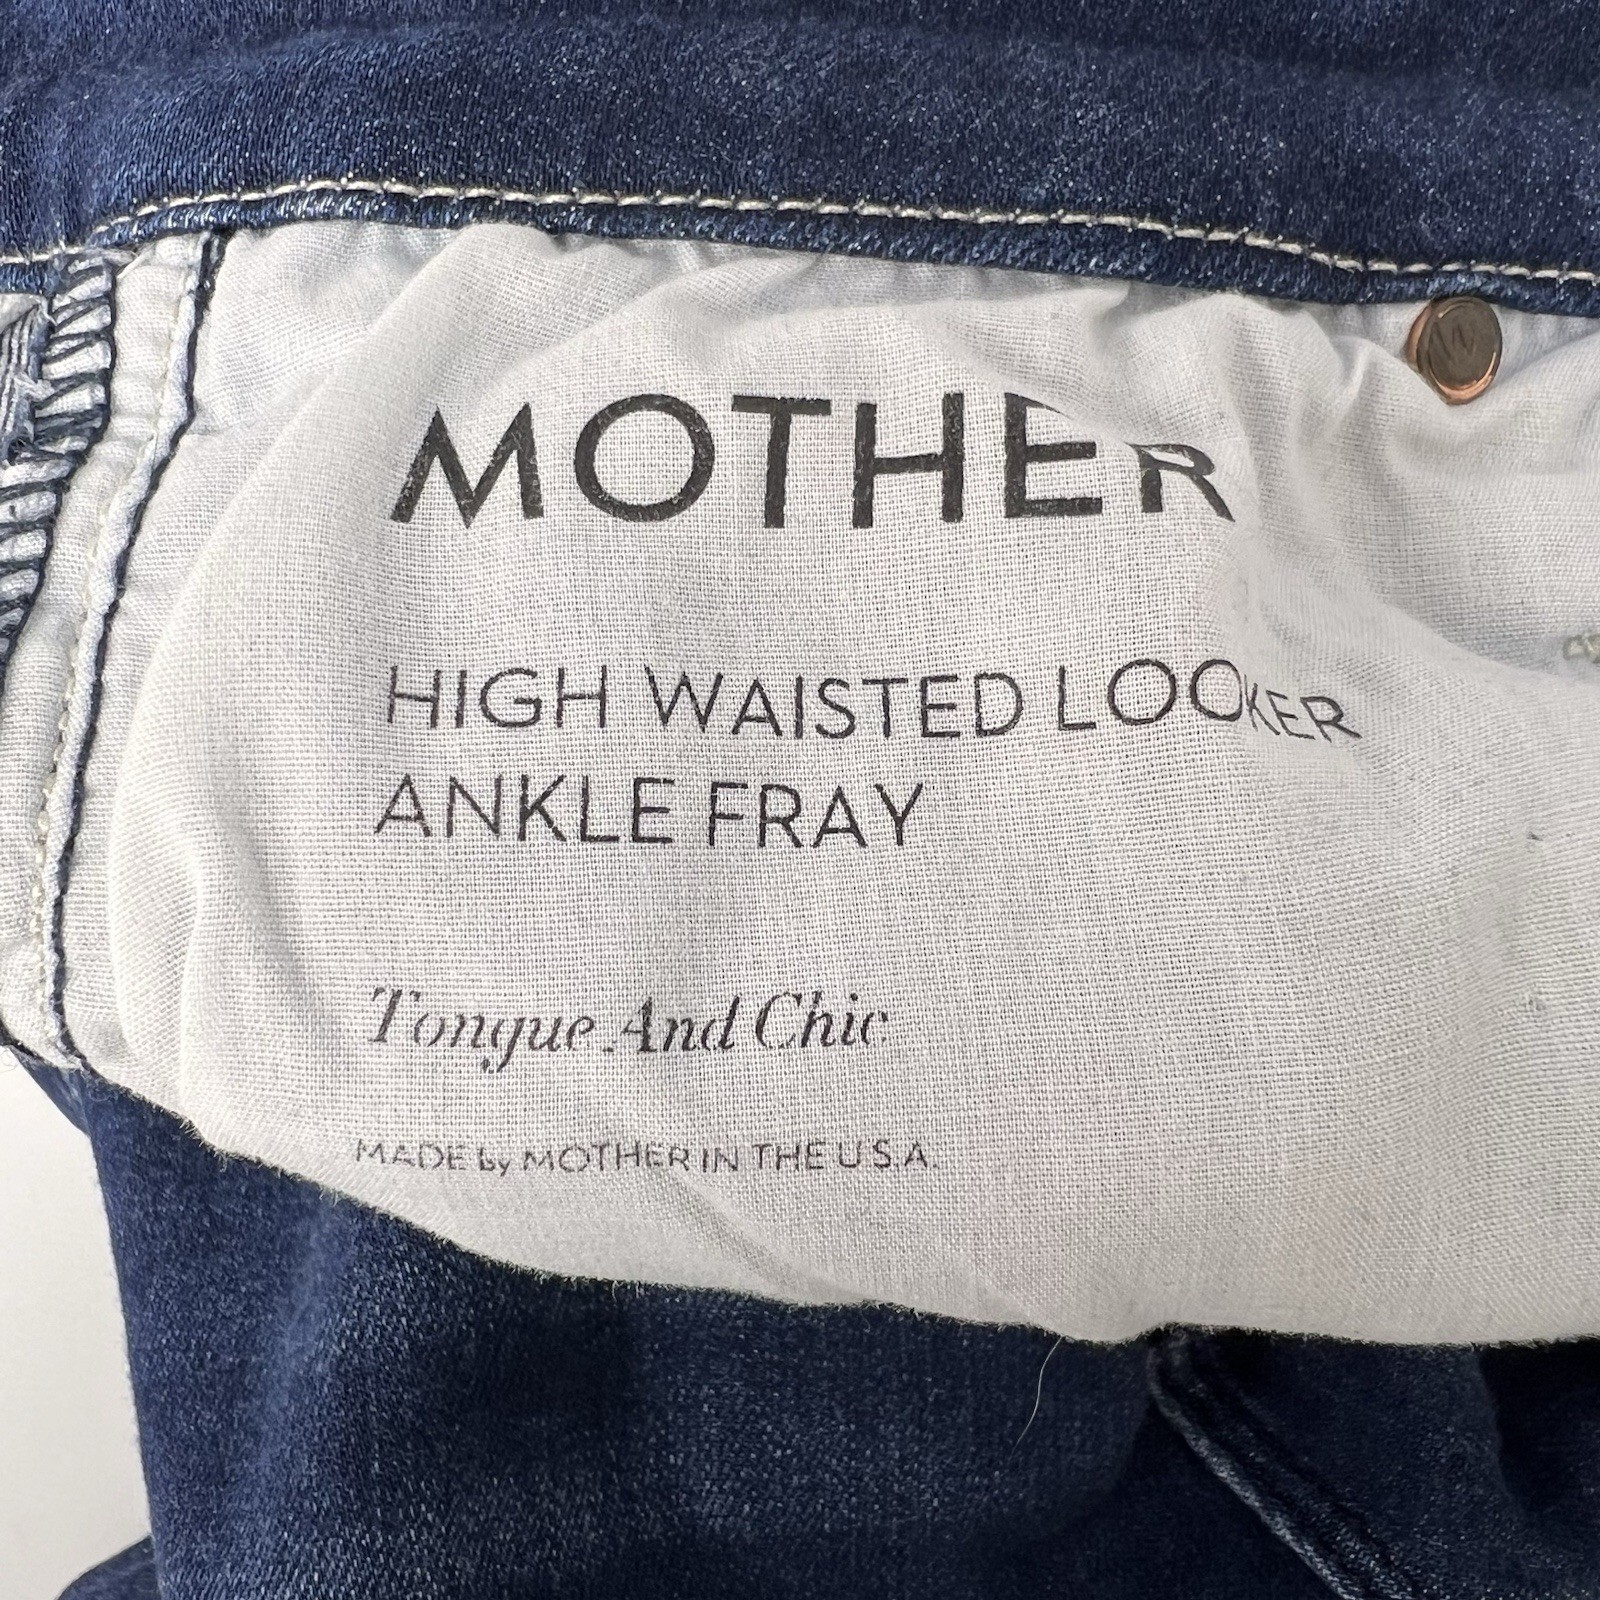 MOTHER
HIGH WAISTED LOOKER
ANKLE FRAY
Tongue And Chic
MADE by MOTHER IN THE U.S.A.